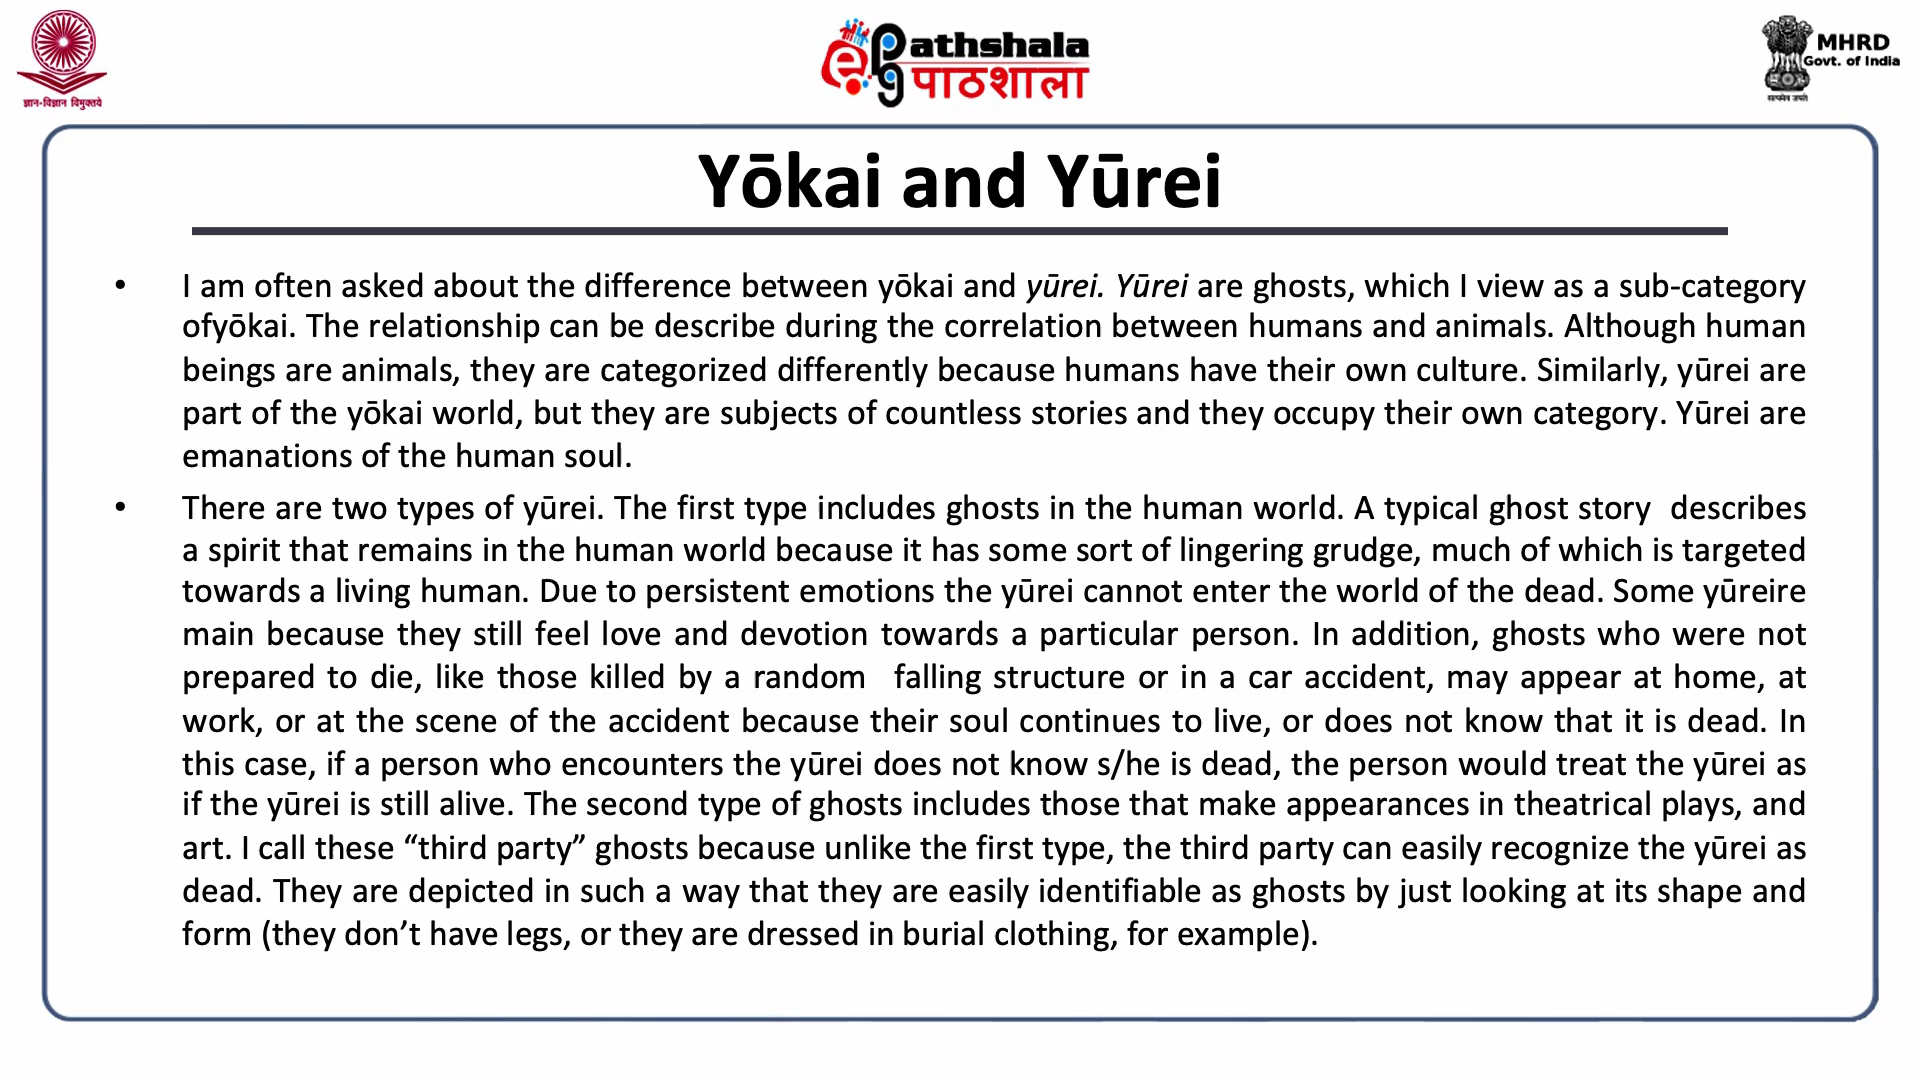 ज्ञान-विज्ञान विमुक्तये
e Pg Pathshala
पाठशाला
MHRD
Govt. of India
सत्यमेव जयते
Yōkai and Yūrei
• I am often asked about the difference between yōkai and yūrei. Yūrei are ghosts, which I view as a sub-category
ofyōkai. The relationship can be describe during the correlation between humans and animals. Although human
beings are animals, they are categorized differently because humans have their own culture. Similarly, yūrei are
part of the yōkai world, but they are subjects of countless stories and they occupy their own category. Yūrei are
emanations of the human soul.
• There are two types of yūrei. The first type includes ghosts in the human world. A typical ghost story  describes
a spirit that remains in the human world because it has some sort of lingering grudge, much of which is targeted
towards a living human. Due to persistent emotions the yūrei cannot enter the world of the dead. Some yūreire
main because they still feel love and devotion towards a particular person. In addition, ghosts who were not
prepared to die, like those killed by a random  falling structure or in a car accident, may appear at home, at
work, or at the scene of the accident because their soul continues to live, or does not know that it is dead. In
this case, if a person who encounters the yūrei does not know s/he is dead, the person would treat the yūrei as
if the yūrei is still alive. The second type of ghosts includes those that make appearances in theatrical plays, and
art. I call these “third party” ghosts because unlike the first type, the third party can easily recognize the yūrei as
dead. They are depicted in such a way that they are easily identifiable as ghosts by just looking at its shape and
form (they don’t have legs, or they are dressed in burial clothing, for example).